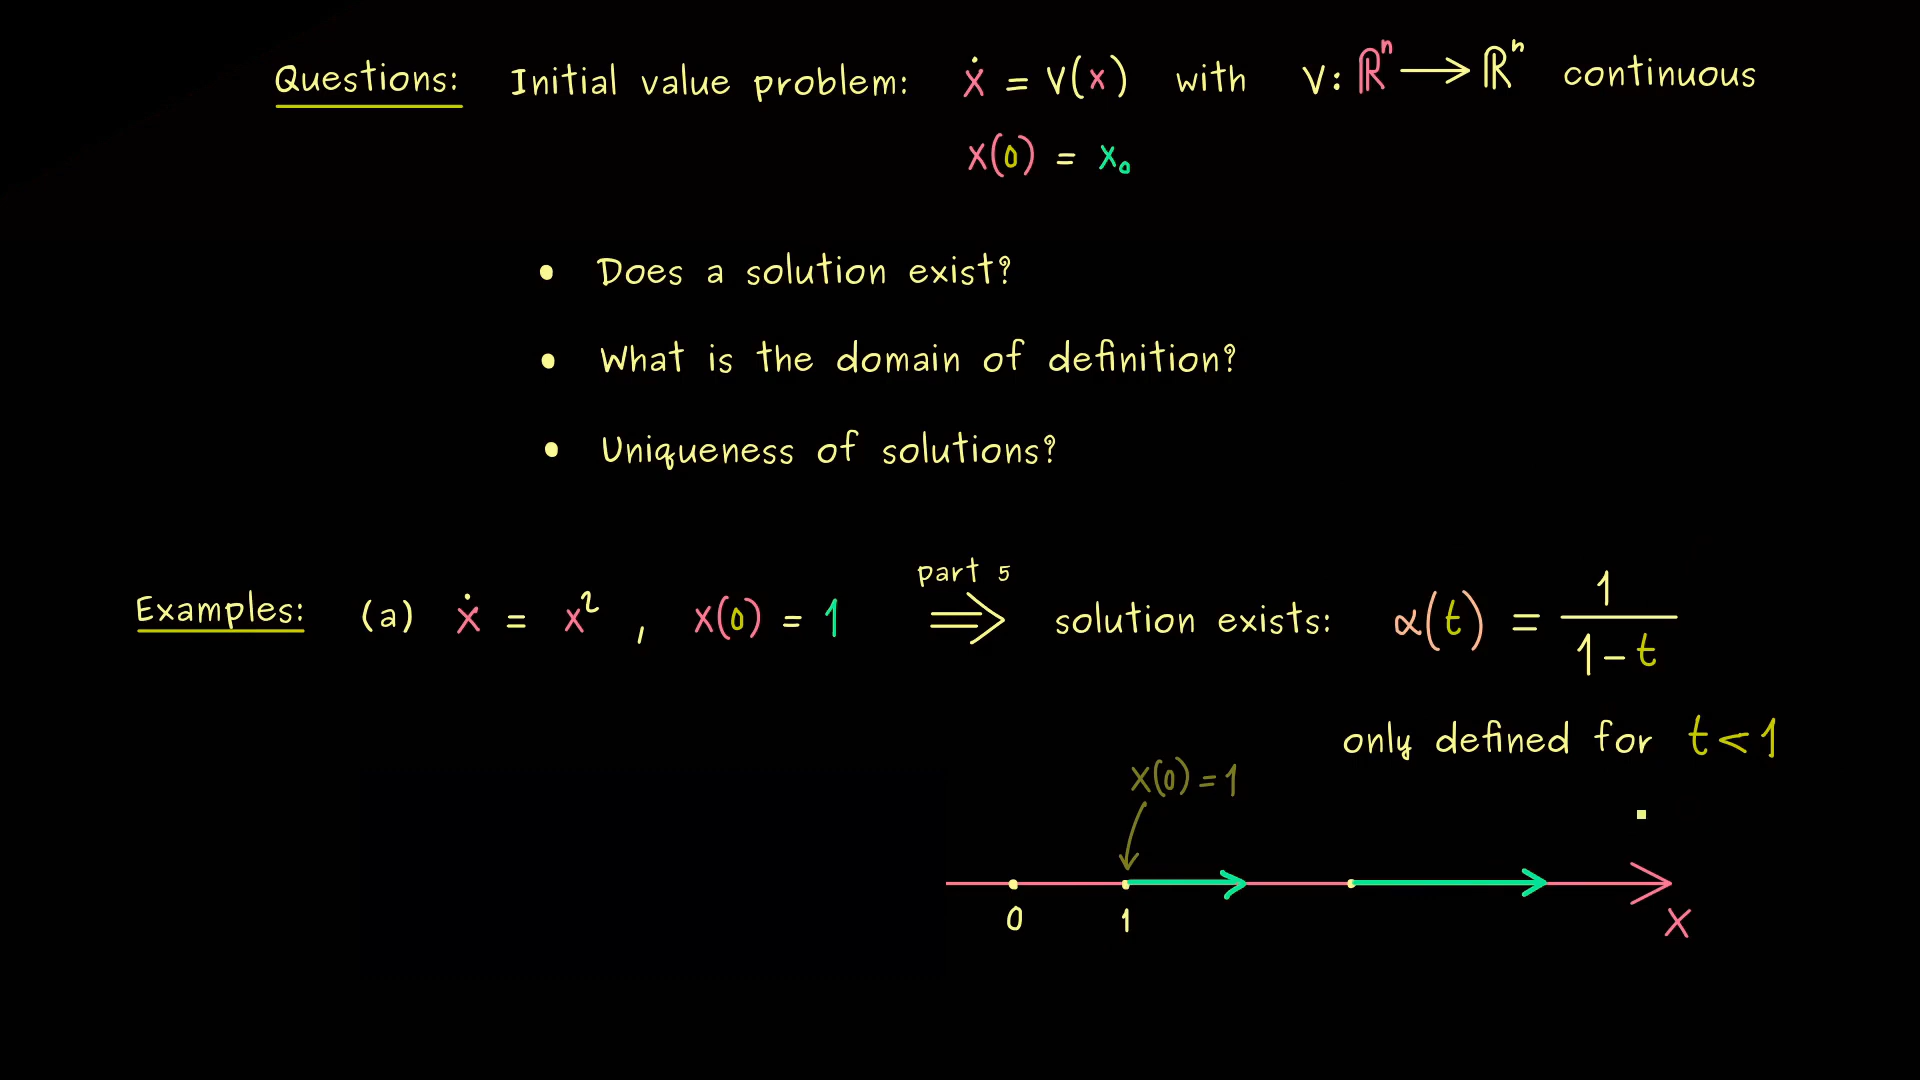 Questions: Initial value problem: ẋ = v(x) with v: ℝⁿ ⟶ ℝⁿ continuous
x(0) = x₀
• Does a solution exist?
• What is the domain of definition?
• Uniqueness of solutions?
part 5
Examples: (a) ẋ = x² , x(0) = 1 ⟹ solution exists: α(t) = 1/(1-t)
only defined for t < 1
x(0) = 1
0 1 x